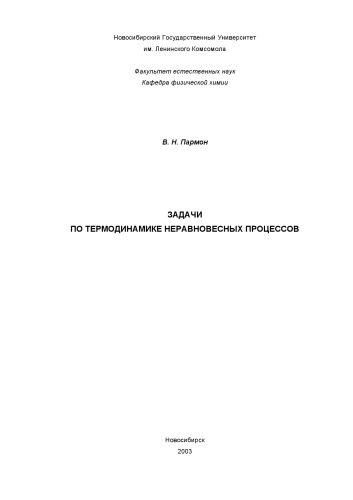 Новосибирский Государственный Университет
им. Ленинского Комсомола
Факультет естественных наук
Кафедра физической химии
В. Н. Пармон
ЗАДАЧИ
ПО ТЕРМОДИНАМИКЕ НЕРАВНОВЕСНЫХ ПРОЦЕССОВ
Новосибирск
2003